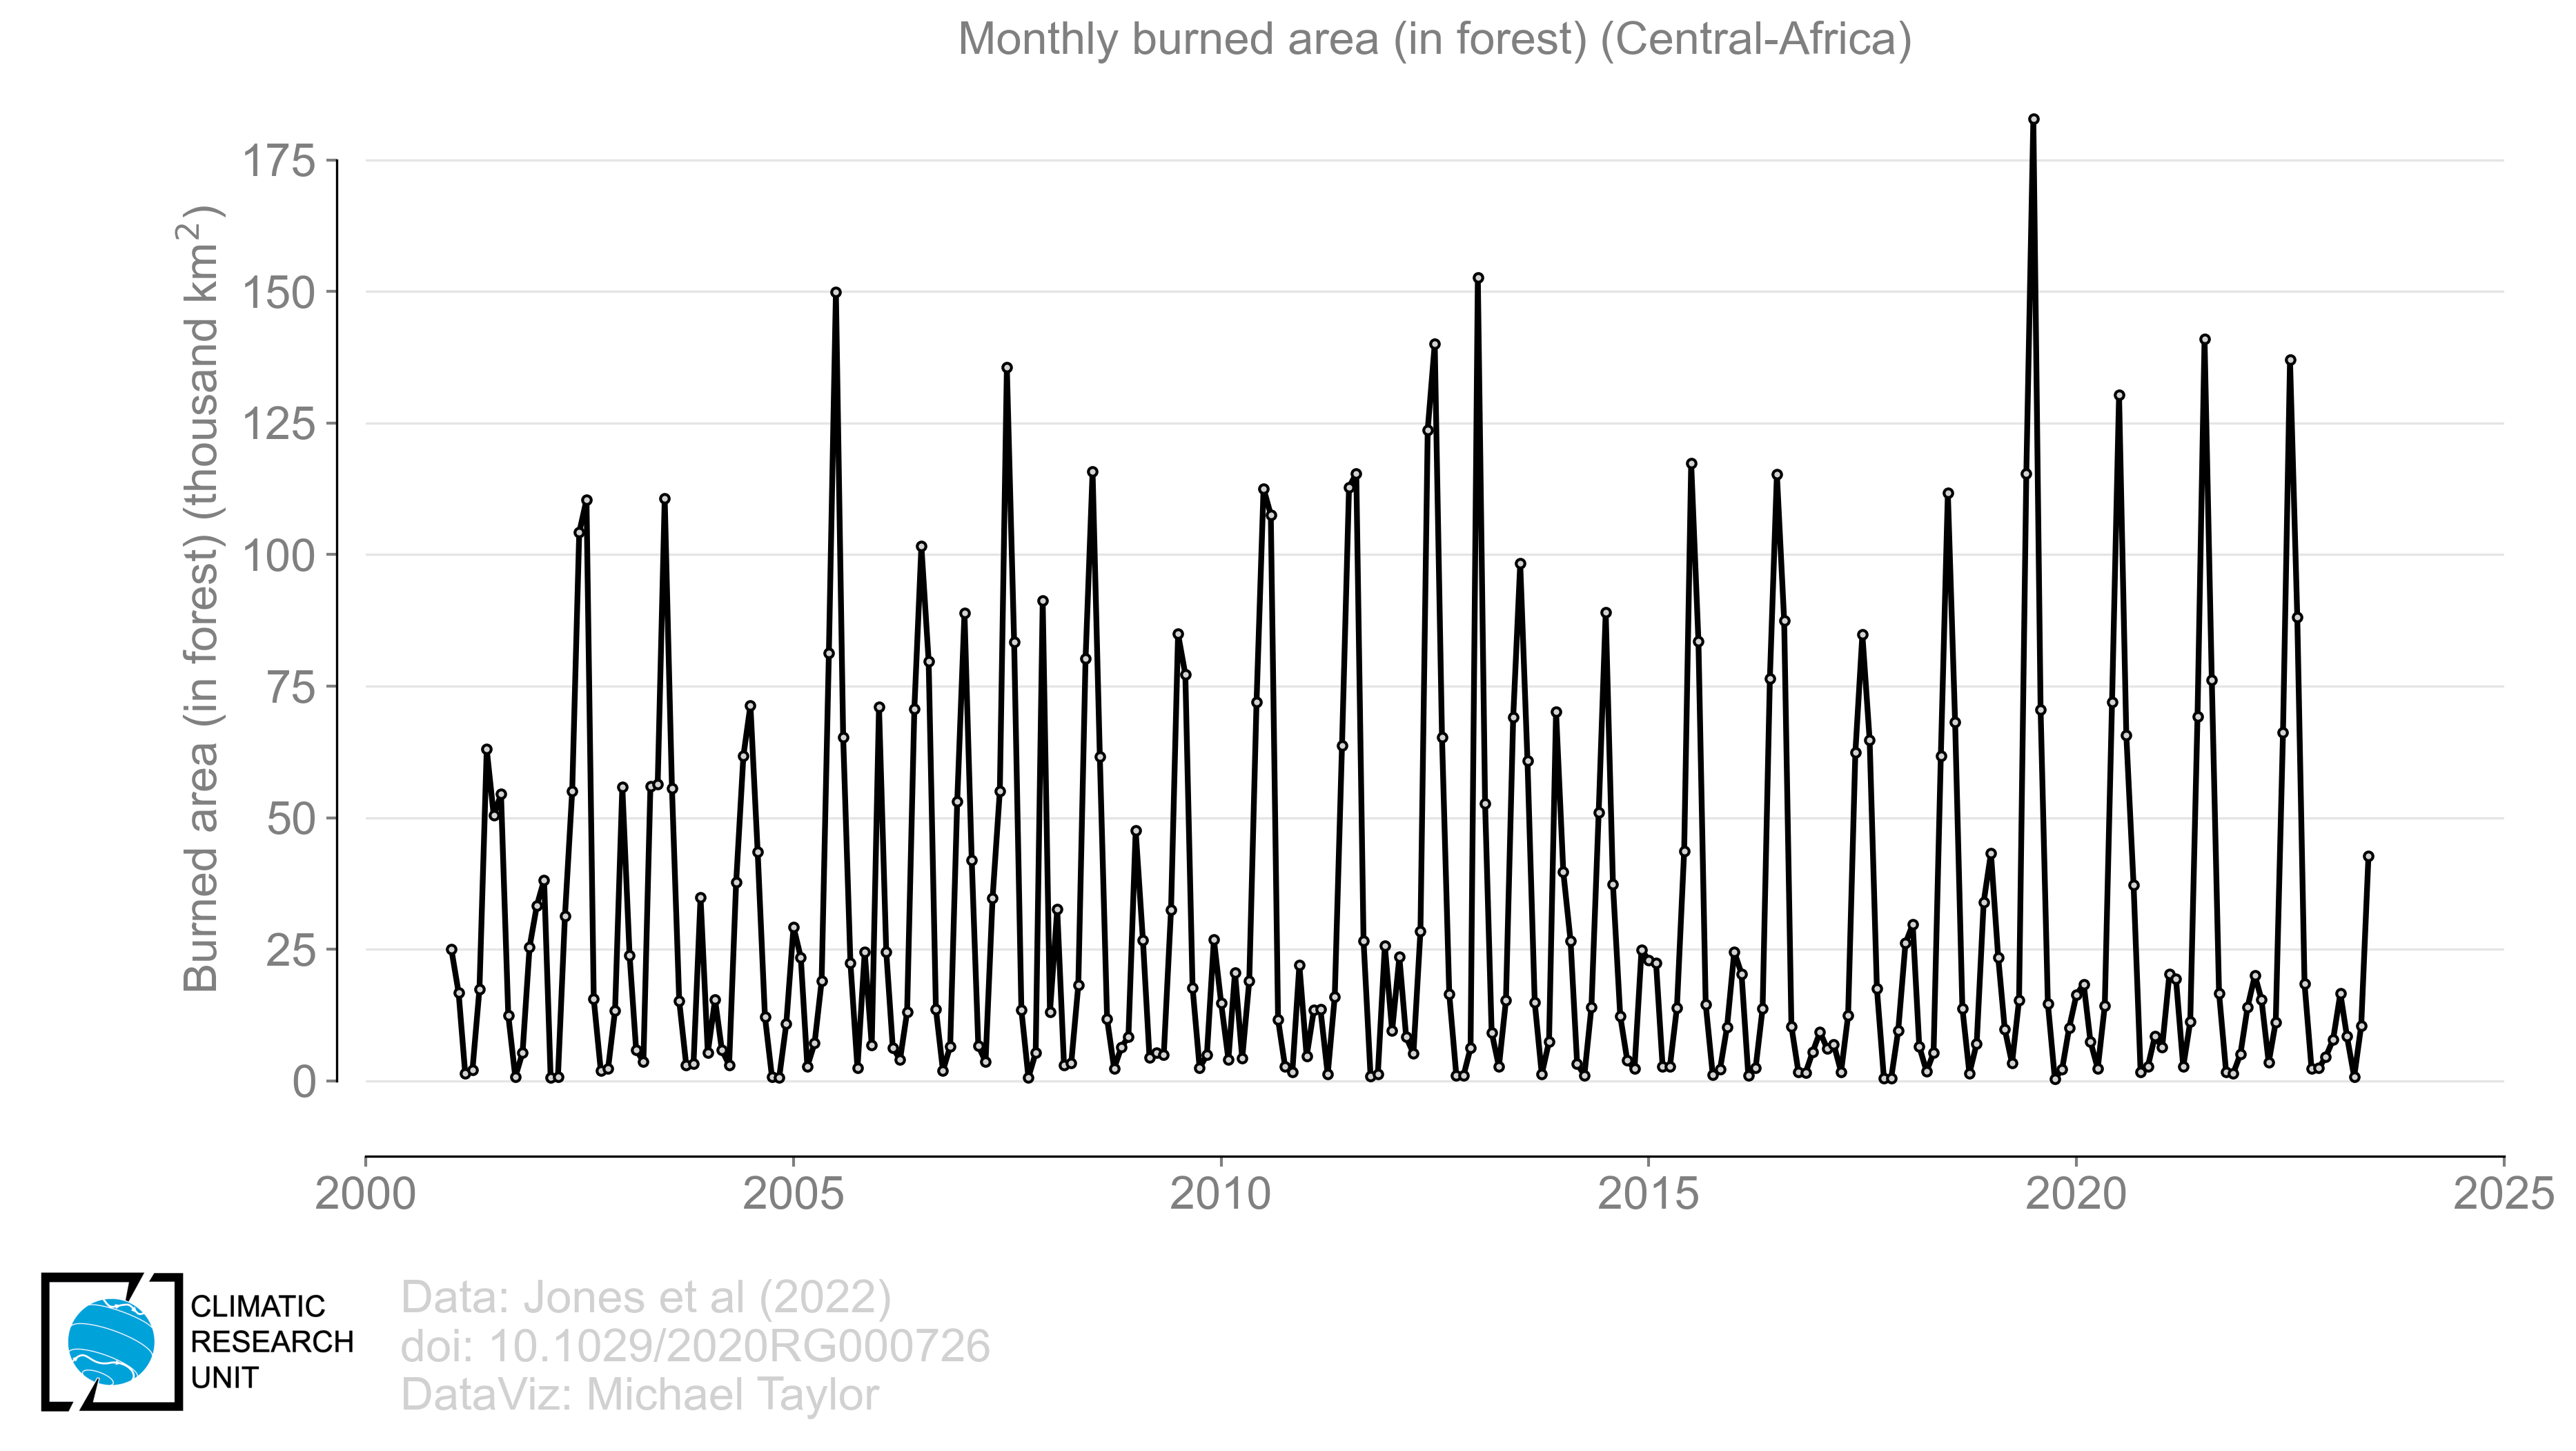 Monthly burned area (in forest) (Central-Africa)
Burned area (in forest) (thousand km²)
175
150
125
100
75
50
25
0
2000
2005
2010
2015
2020
2025
CLIMATIC
RESEARCH
UNIT
Data: Jones et al (2022)
doi: 10.1029/2020RG000726
DataViz: Michael Taylor